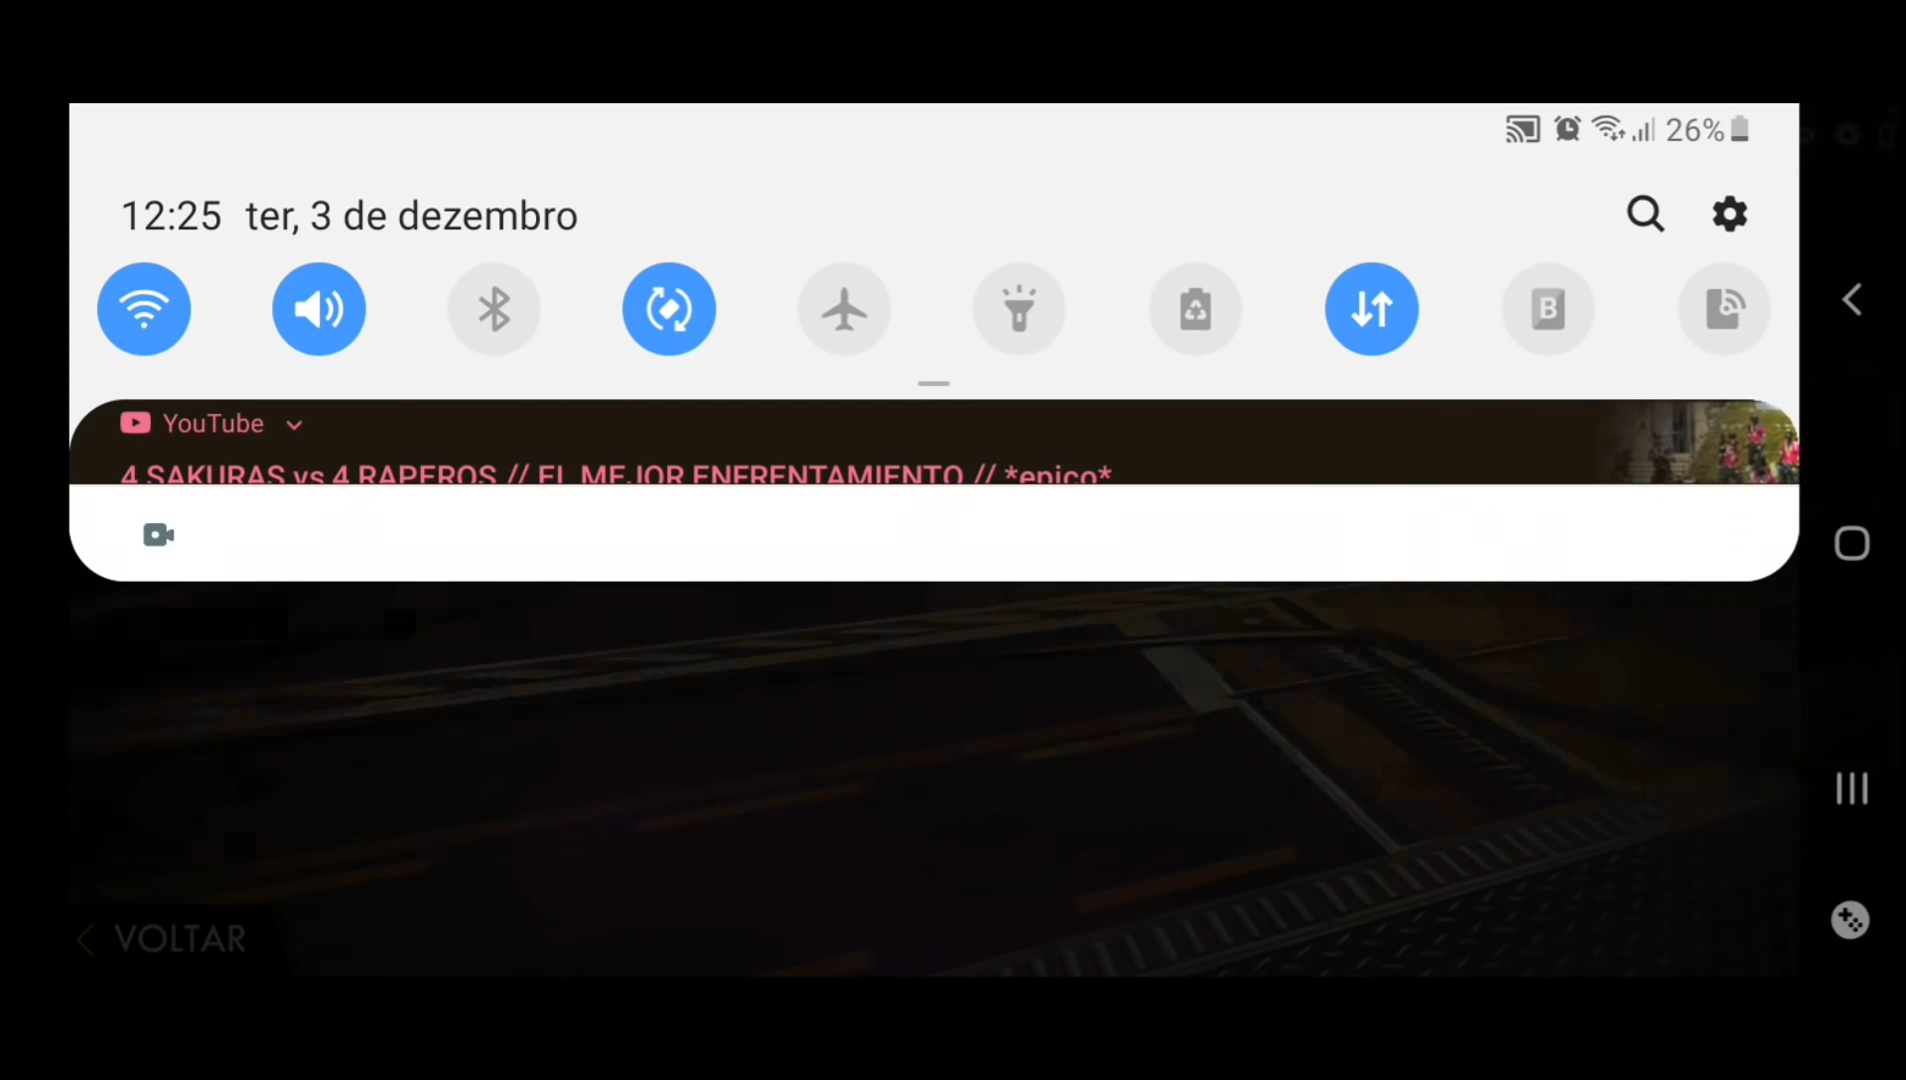 26%
12:25 ter, 3 de dezembro
B
YouTube
4 SAKURAS vs 4 RAPEROS // EL MEJOR ENFRENTAMIENTO // *epico*
VOLTAR